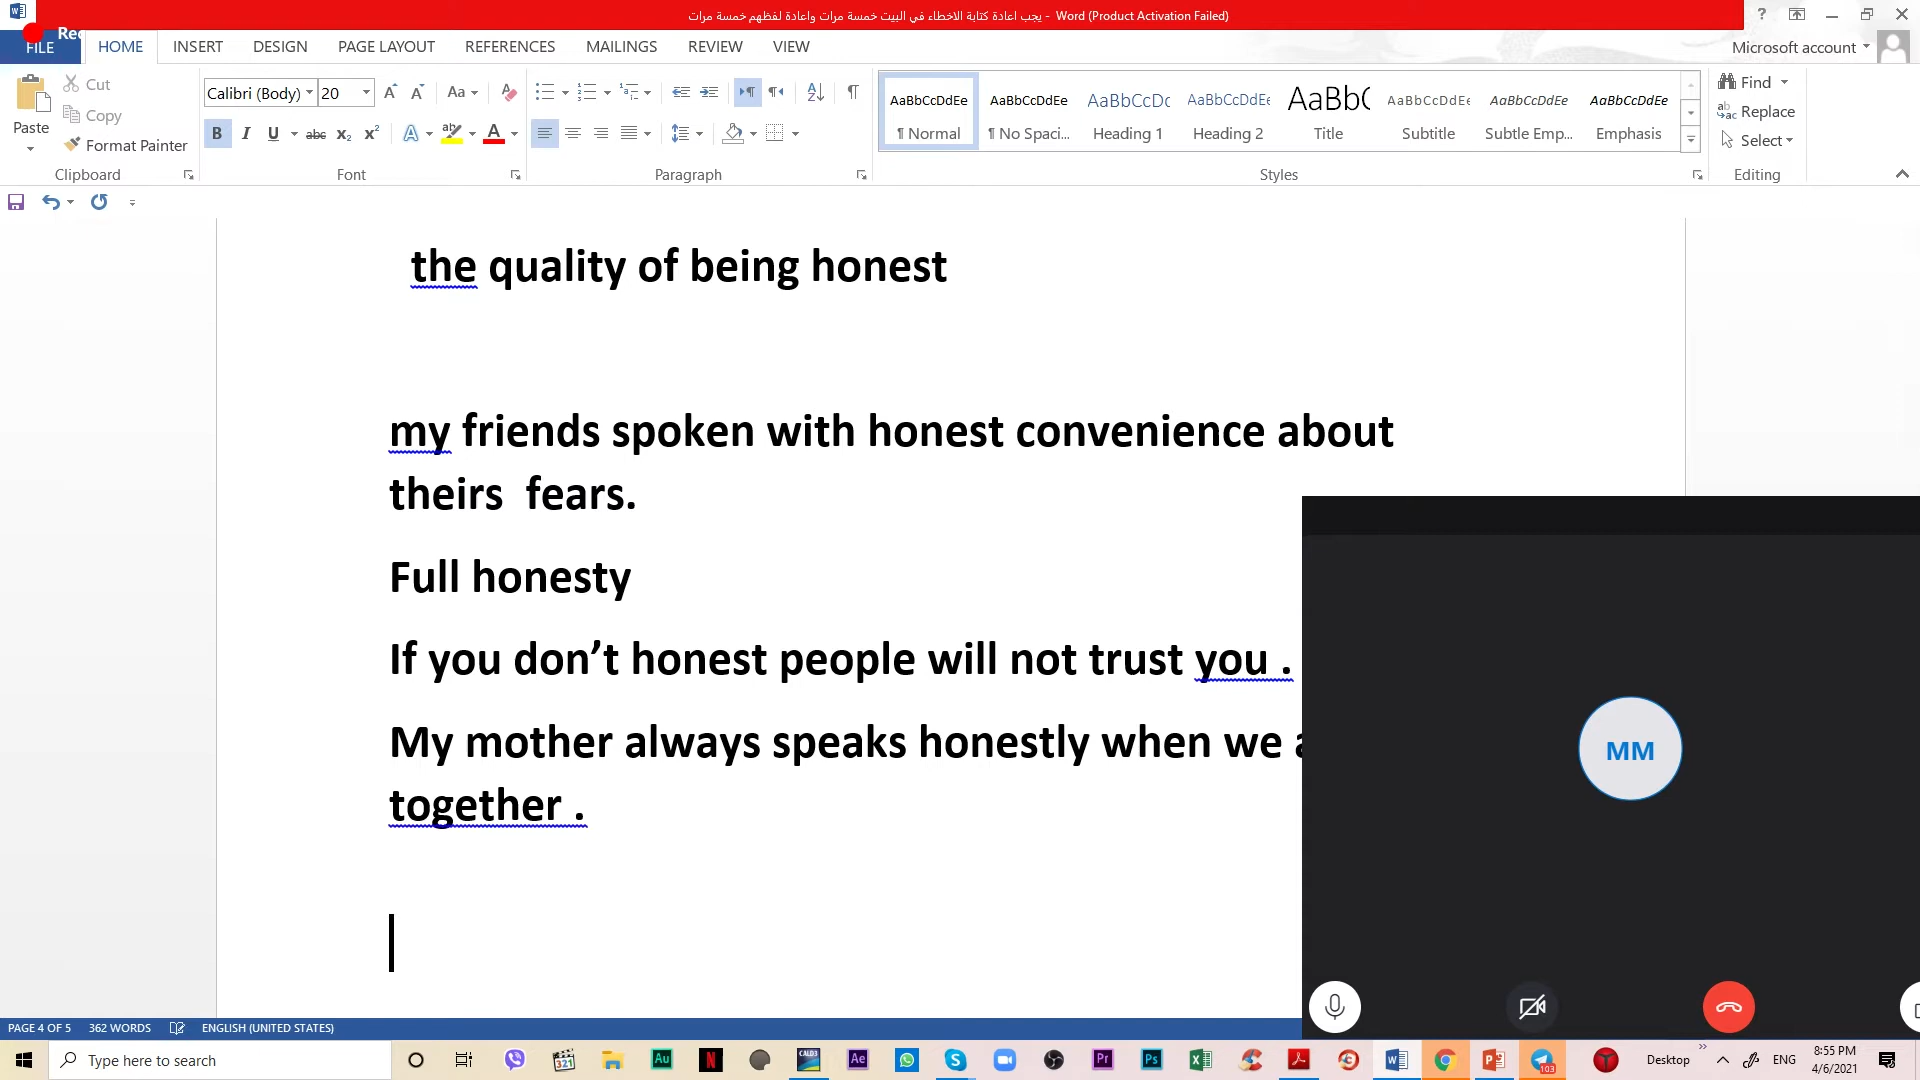 يجب اعادة كتابة الاخطاء في البيت خمسة مرات واعادة لفظهم خمسة مرات - Word (Product Activation Failed)
FILE HOME INSERT DESIGN PAGE LAYOUT REFERENCES MAILINGS REVIEW VIEW Microsoft account
Paste
Cut
Copy
Format Painter
Clipboard
Calibri (Body) 20
Font
Paragraph
AaBbCcDdEe AaBbCcDdEe AaBbCcDc AaBbCcDdEe AaBb( AaBbCcDdEe AaBbCcDdEe AaBbCcDdEe
¶ Normal ¶ No Spaci... Heading 1 Heading 2 Title Subtitle Subtle Emp... Emphasis
Styles
Find
Replace
Select
Editing
the quality of being honest
my friends spoken with honest convenience about
theirs fears.
Full honesty
If you don’t honest people will not trust you .
My mother always speaks honestly when we
together .
MM
PAGE 4 OF 5 362 WORDS ENGLISH (UNITED STATES)
Type here to search
Desktop
ENG
8:55 PM
4/6/2021